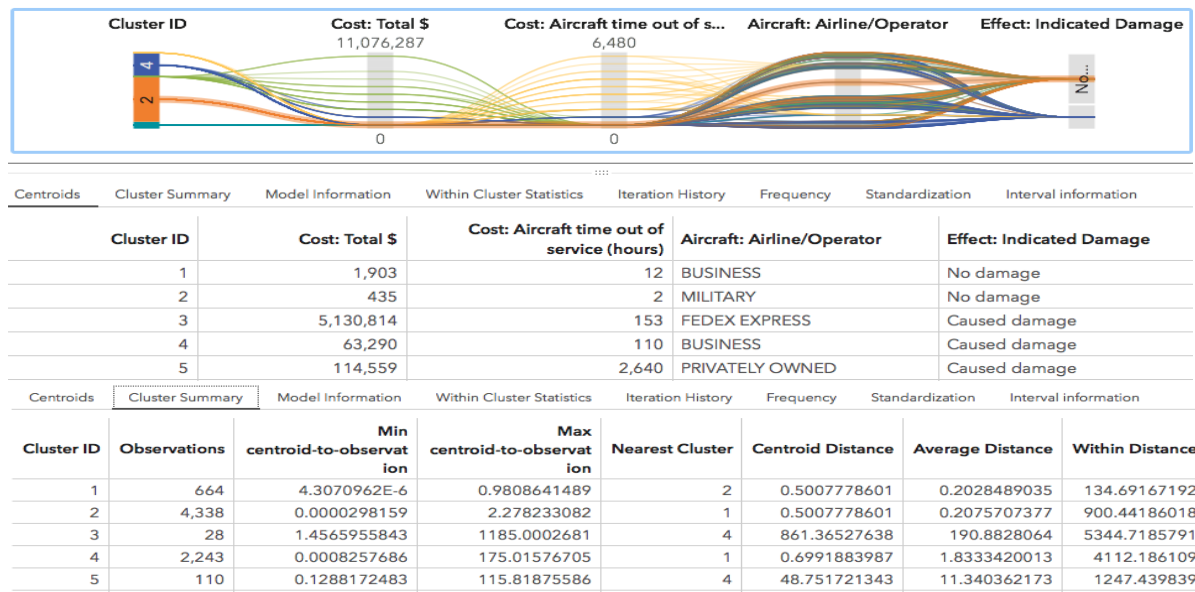 Cluster ID Cost: Total $ Cost: Aircraft time out of s... Aircraft: Airline/Operator Effect: Indicated Damage
11,076,287 6,480
4
2
No...
0 0
Centroids Cluster Summary Model Information Within Cluster Statistics Iteration History Frequency Standardization Interval information
Cluster ID Cost: Total $ Cost: Aircraft time out of service (hours) Aircraft: Airline/Operator Effect: Indicated Damage
1 1,903 12 BUSINESS No damage
2 435 2 MILITARY No damage
3 5,130,814 153 FEDEX EXPRESS Caused damage
4 63,290 110 BUSINESS Caused damage
5 114,559 2,640 PRIVATELY OWNED Caused damage
Centroids Cluster Summary Model Information Within Cluster Statistics Iteration History Frequency Standardization Interval information
Cluster ID Observations Min centroid-to-observat ion Max centroid-to-observat ion Nearest Cluster Centroid Distance Average Distance Within Distance
1 664 4.3070962E-6 0.9808641489 2 0.5007778601 0.2028489035 134.69167192
2 4,338 0.0000298159 2.278233082 1 0.5007778601 0.2075707377 900.44186018
3 28 1.4565955843 1185.0002681 4 861.36527638 190.8828064 5344.7185791
4 2,243 0.0008257686 175.01576705 1 0.6991883987 1.8333420013 4112.186109
5 110 0.1288172483 115.81875586 4 48.751721343 11.340362173 1247.439839